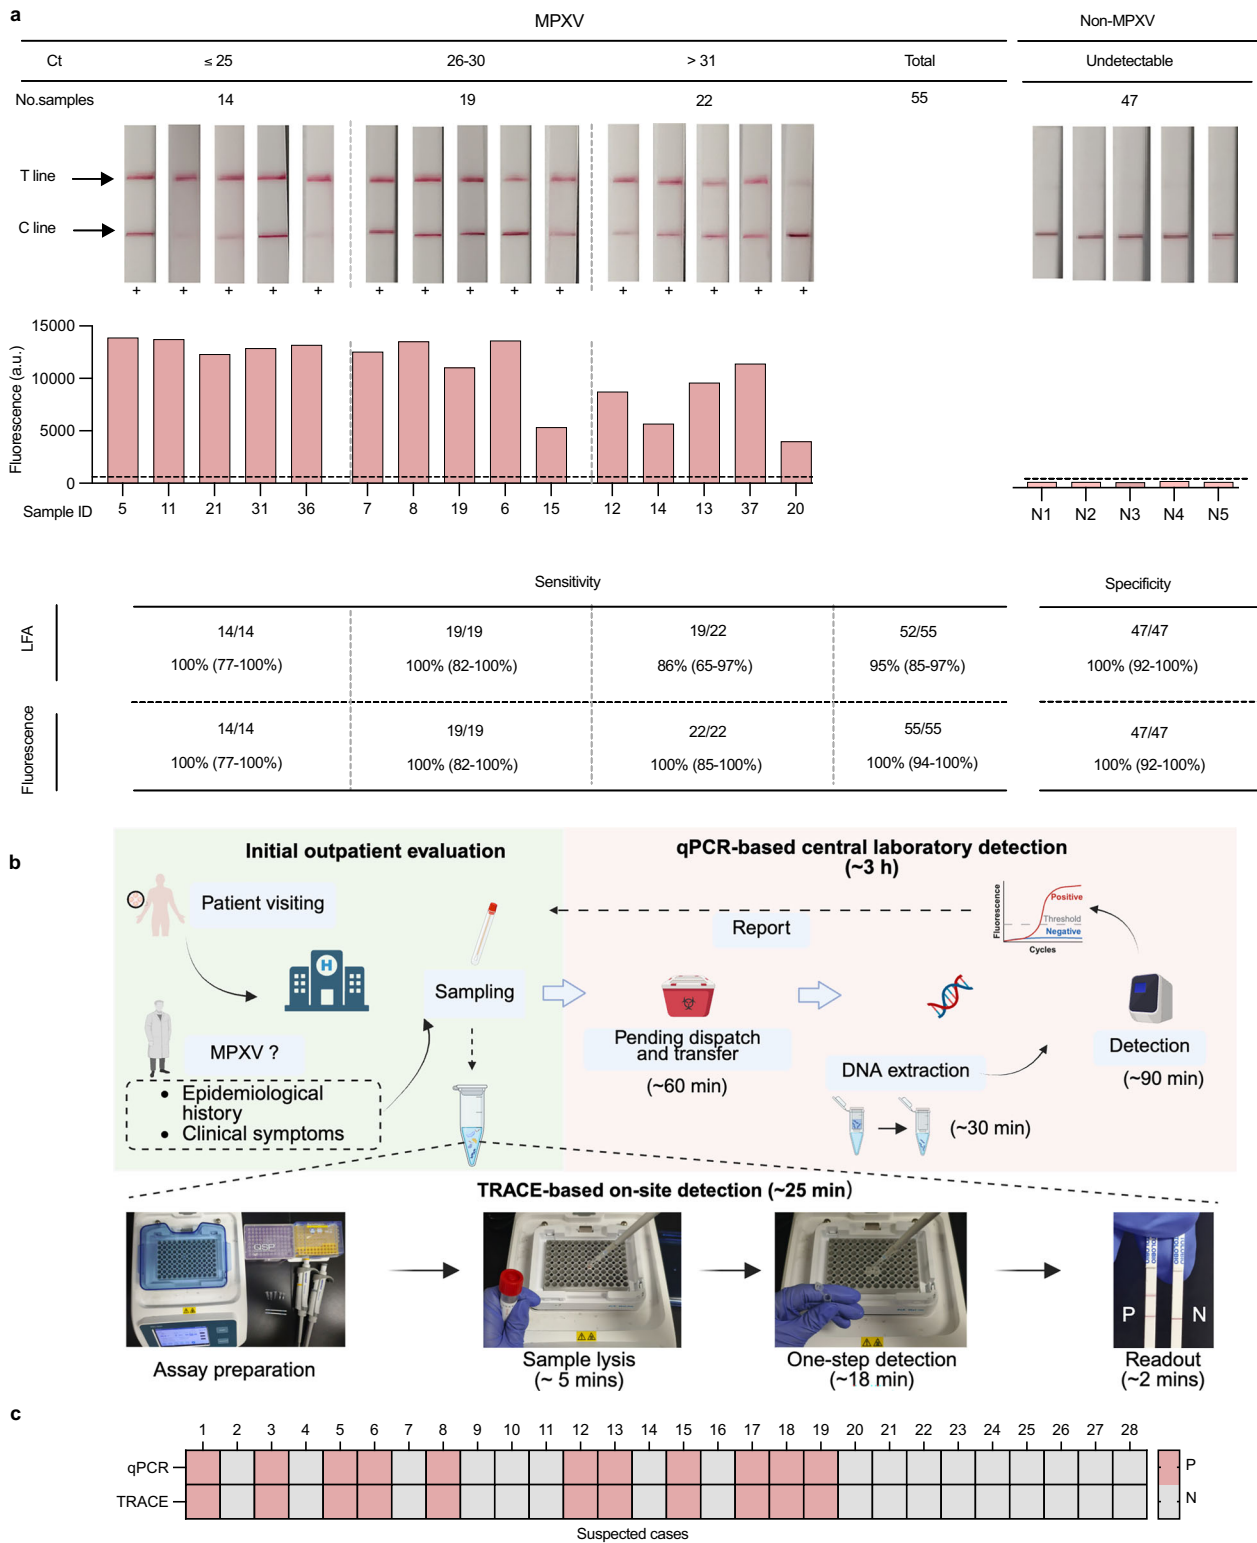 a
MPXV
Non-MPXV
Ct
≤ 25
26-30
> 31
Total
Undetectable
No.samples
14
19
22
55
47
T line
C line
+ + + + + + + + + + + + + + +
Fluorescence (a.u.)
15000
10000
5000
0
Sample ID
5 11 21 31 36 7 8 19 6 15 12 14 13 37 20
N1 N2 N3 N4 N5
Sensitivity
Specificity
LFA
14/14
19/19
19/22
52/55
47/47
100% (77-100%)
100% (82-100%)
86% (65-97%)
95% (85-97%)
100% (92-100%)
Fluorescence
14/14
19/19
22/22
55/55
47/47
100% (77-100%)
100% (82-100%)
100% (85-100%)
100% (94-100%)
100% (92-100%)
b
Initial outpatient evaluation
qPCR-based central laboratory detection
(~3 h)
Patient visiting
H
MPXV ?
• Epidemiological
history
• Clinical symptoms
Sampling
Report
Pending dispatch
and transfer
(~60 min)
DNA extraction
(~30 min)
Fluorescence
Positive
Threshold
Negative
Cycles
Detection
(~90 min)
TRACE-based on-site detection (~25 min)
QSP
P
N
Assay preparation
Sample lysis
(~ 5 mins)
One-step detection
(~18 min)
Readout
(~2 mins)
c
1 2 3 4 5 6 7 8 9 10 11 12 13 14 15 16 17 18 19 20 21 22 23 24 25 26 27 28
qPCR
TRACE
P
N
Suspected cases